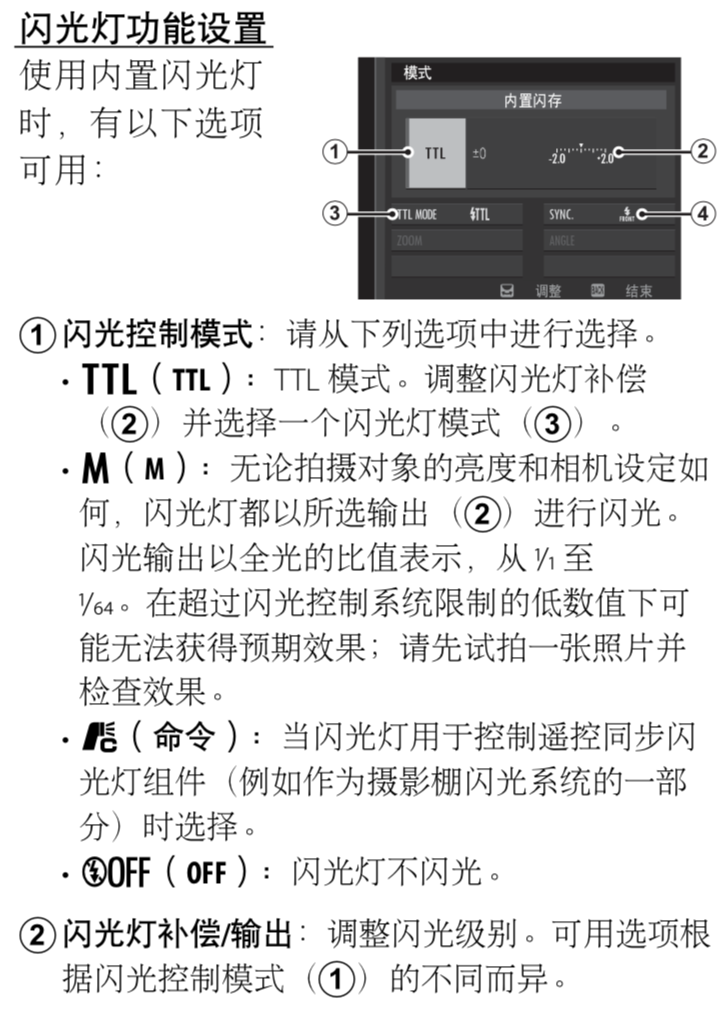 闪光灯功能设置
使用内置闪光灯
时，有以下选项
可用：
模式
内置闪存
① TTL ±0 -2.0 +2.0 ②
③ TTL MODE TTL SYNC. FRONT ④
ZOOM ANGLE
调整 BACK 结束
①闪光控制模式：请从下列选项中进行选择。
• TTL（TTL）：TTL 模式。调整闪光灯补偿
（②）并选择一个闪光灯模式（③）。
• M（M）：无论拍摄对象的亮度和相机设定如
何，闪光灯都以所选输出（②）进行闪光。
闪光输出以全光的比值表示，从 1/1 至
1/64。在超过闪光控制系统限制的低数值下可
能无法获得预期效果；请先试拍一张照片并
检查效果。
• C（命令）：当闪光灯用于控制遥控同步闪
光灯组件（例如作为摄影棚闪光系统的一部
分）时选择。
• OFF（OFF）：闪光灯不闪光。
②闪光灯补偿/输出：调整闪光级别。可用选项根
据闪光控制模式（①）的不同而异。